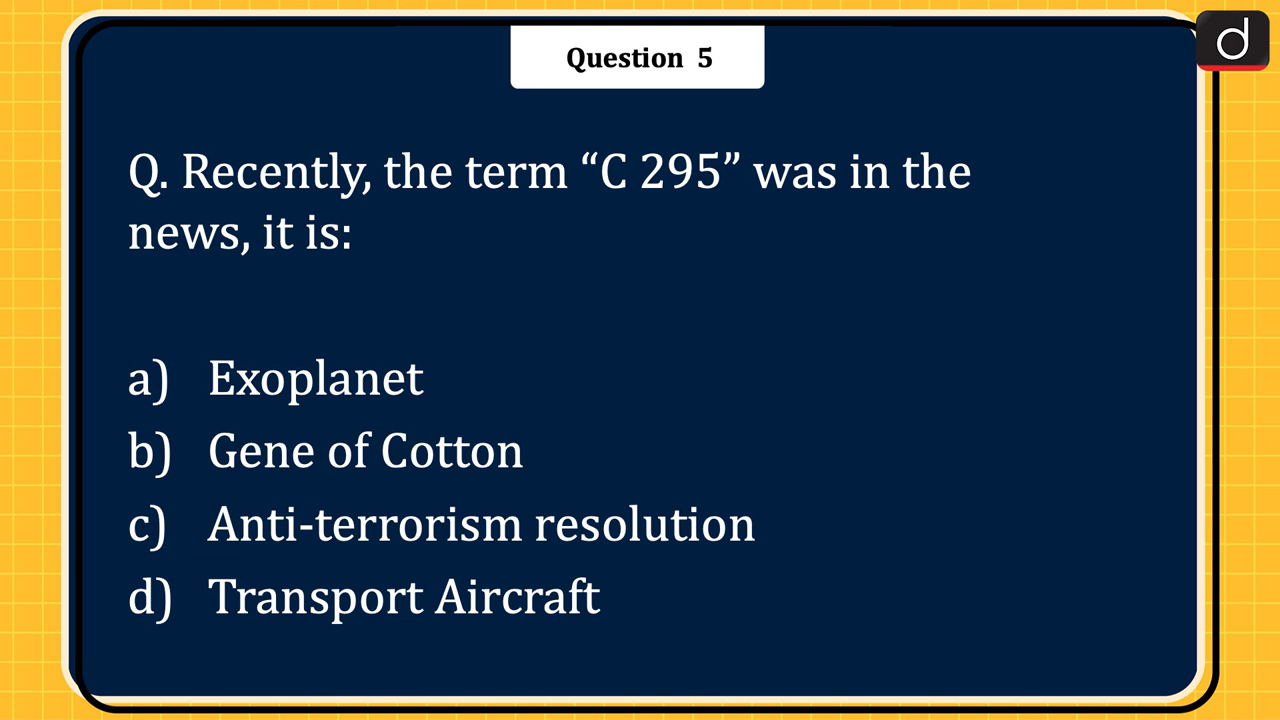 Question 5
d
Q. Recently, the term “C 295” was in the
news, it is:
a) Exoplanet
b) Gene of Cotton
c) Anti-terrorism resolution
d) Transport Aircraft